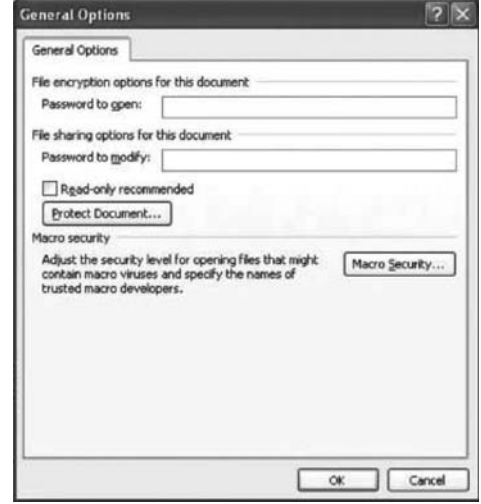 General Options
General Options
File encryption options for this document
Password to open:
File sharing options for this document
Password to modify:
Read-only recommended
Protect Document...
Macro security
Adjust the security level for opening files that might
contain macro viruses and specify the names of
trusted macro developers.
Macro Security...
OK
Cancel